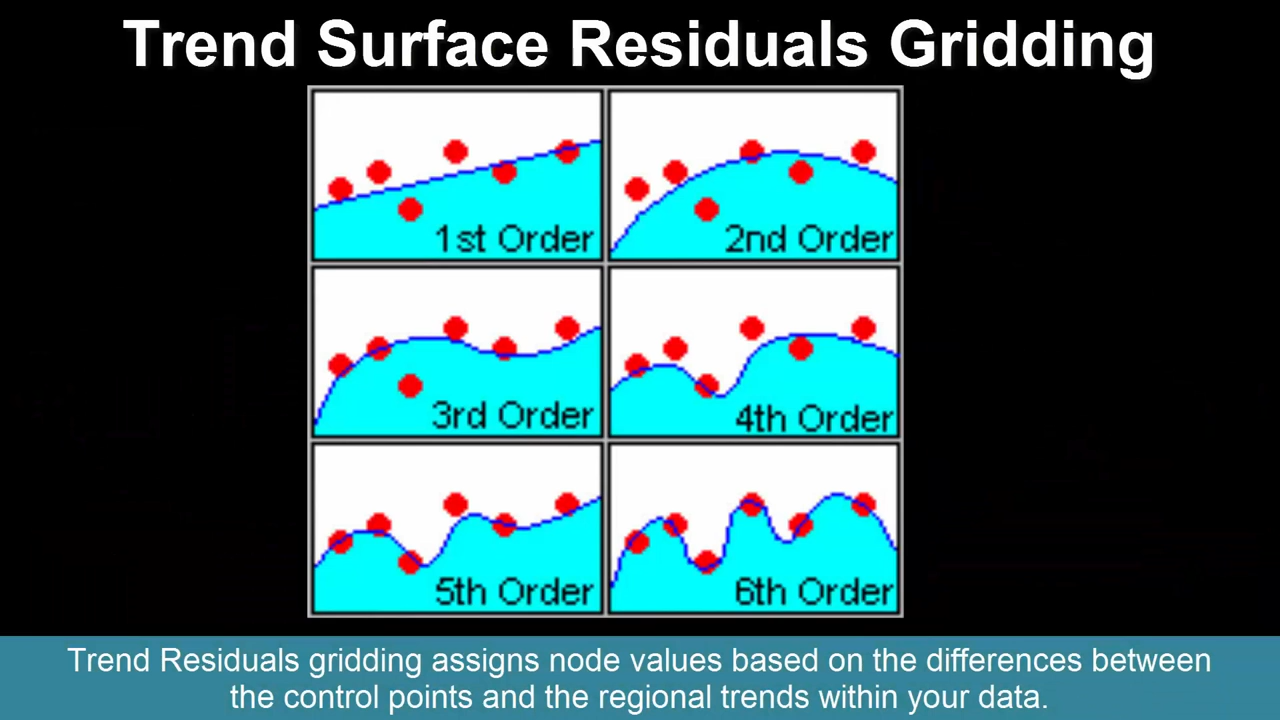 Trend Surface Residuals Gridding
1st Order
2nd Order
3rd Order
4th Order
5th Order
6th Order
Trend Residuals gridding assigns node values based on the differences between
the control points and the regional trends within your data.